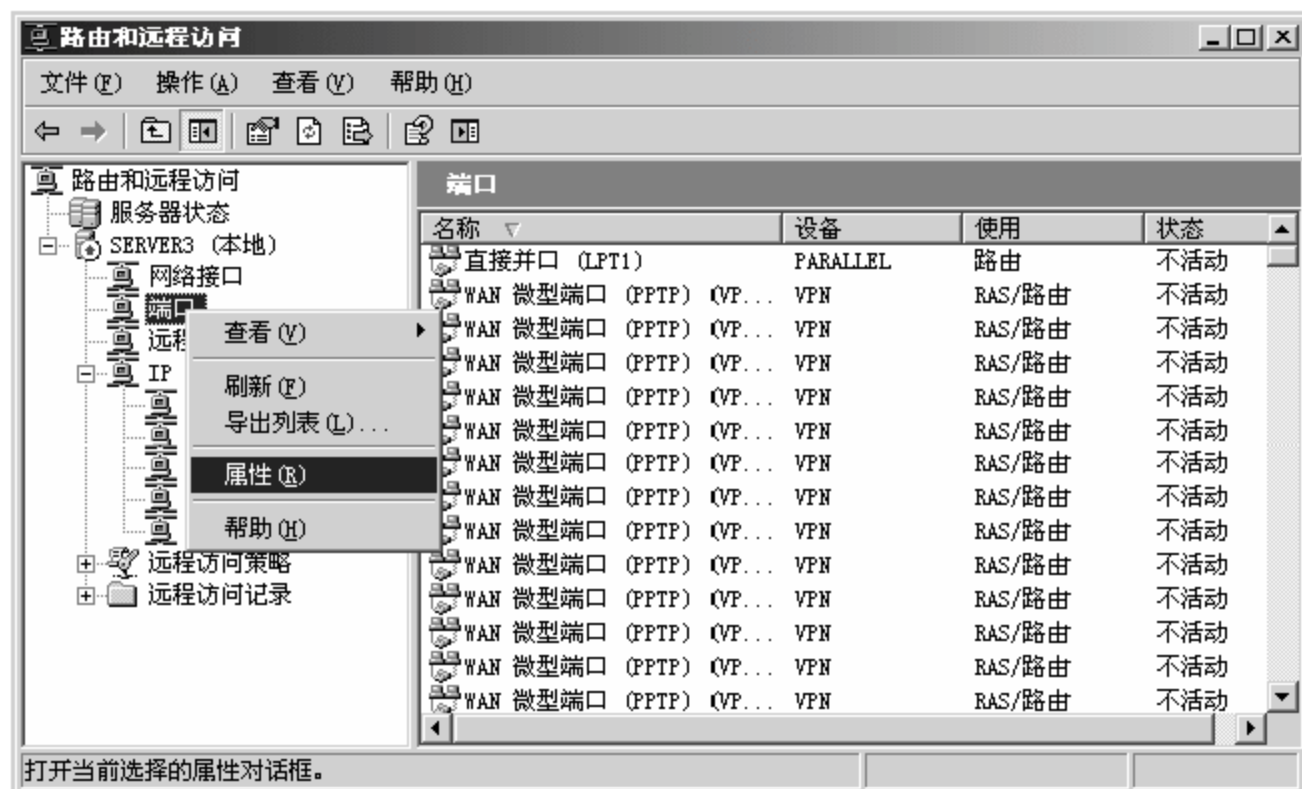 路由和远程访问
文件(F) 操作(A) 查看(V) 帮助(H)
路由和远程访问
服务器状态
SERVER3 (本地)
网络接口
端口
远程
IP
远程访问策略
远程访问记录
查看(V)
刷新(F)
导出列表(L)...
属性(R)
帮助(H)
端口
名称 设备 使用 状态
直接并口 (LPT1) PARALLEL 路由 不活动
WAN 微型端口 (PPTP) (VP... VPN RAS/路由 不活动
WAN 微型端口 (PPTP) (VP... VPN RAS/路由 不活动
WAN 微型端口 (PPTP) (VP... VPN RAS/路由 不活动
WAN 微型端口 (PPTP) (VP... VPN RAS/路由 不活动
WAN 微型端口 (PPTP) (VP... VPN RAS/路由 不活动
WAN 微型端口 (PPTP) (VP... VPN RAS/路由 不活动
WAN 微型端口 (PPTP) (VP... VPN RAS/路由 不活动
WAN 微型端口 (PPTP) (VP... VPN RAS/路由 不活动
WAN 微型端口 (PPTP) (VP... VPN RAS/路由 不活动
WAN 微型端口 (PPTP) (VP... VPN RAS/路由 不活动
WAN 微型端口 (PPTP) (VP... VPN RAS/路由 不活动
WAN 微型端口 (PPTP) (VP... VPN RAS/路由 不活动
WAN 微型端口 (PPTP) (VP... VPN RAS/路由 不活动
打开当前选择的属性对话框。